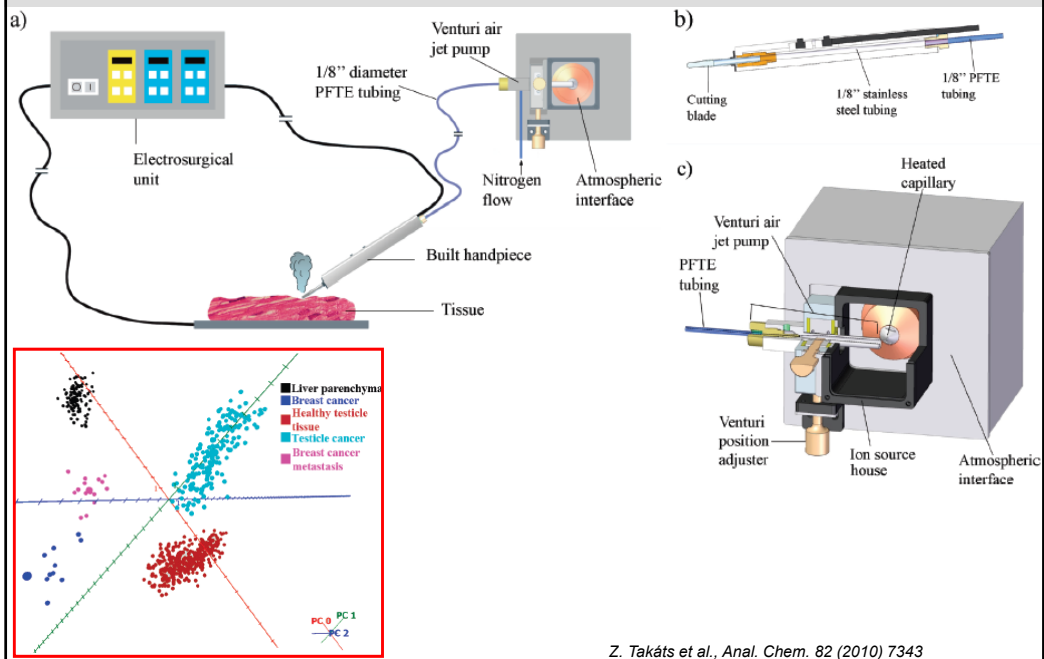 a)
Venturi air
jet pump
1/8’’ diameter
PFTE tubing
Electrosurgical
unit
Nitrogen
flow
Atmospheric
interface
Built handpiece
Tissue
b)
Cutting
blade
1/8’’ stainless
steel tubing
1/8’’ PFTE
tubing
c)
Heated
capillary
Venturi air
jet pump
PFTE
tubing
Venturi
position
adjuster
Ion source
house
Atmospheric
interface
Liver parenchyma
Breast cancer
Healthy testicle
tissue
Testicle cancer
Breast cancer
metastasis
PC 0
PC 1
PC 2
Z. Takáts et al., Anal. Chem. 82 (2010) 7343